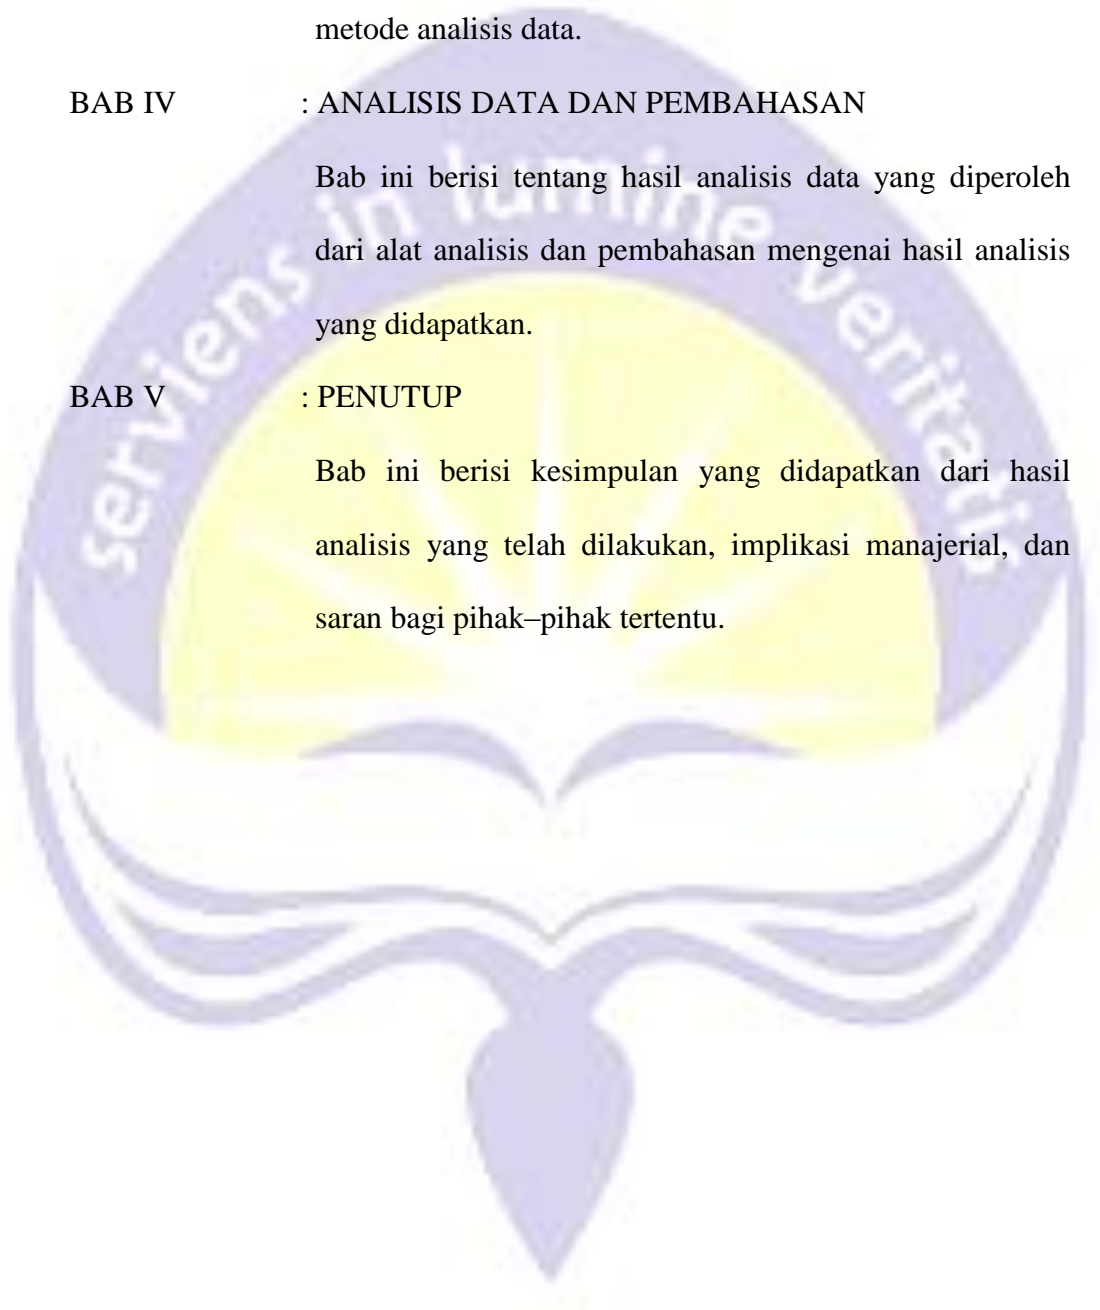 metode analisis data.
BAB IV : ANALISIS DATA DAN PEMBAHASAN
Bab ini berisi tentang hasil analisis data yang diperoleh
dari alat analisis dan pembahasan mengenai hasil analisis
yang didapatkan.
BAB V : PENUTUP
Bab ini berisi kesimpulan yang didapatkan dari hasil
analisis yang telah dilakukan, implikasi manajerial, dan
saran bagi pihak–pihak tertentu.
serviens in lumine veritatis